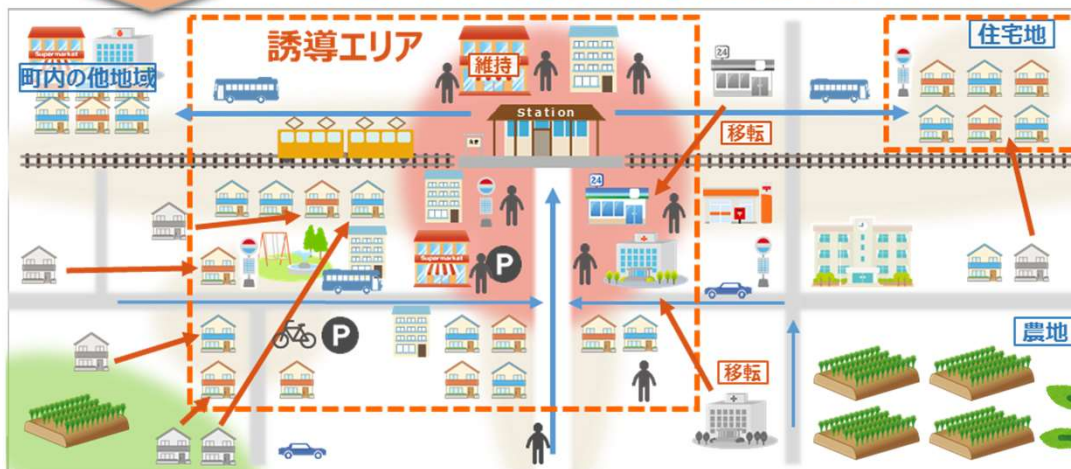 誘導エリア
住宅地
Supermarket
町内の他地域
維持
24
Station
移転
24
Supermarket
P
P
移転
農地